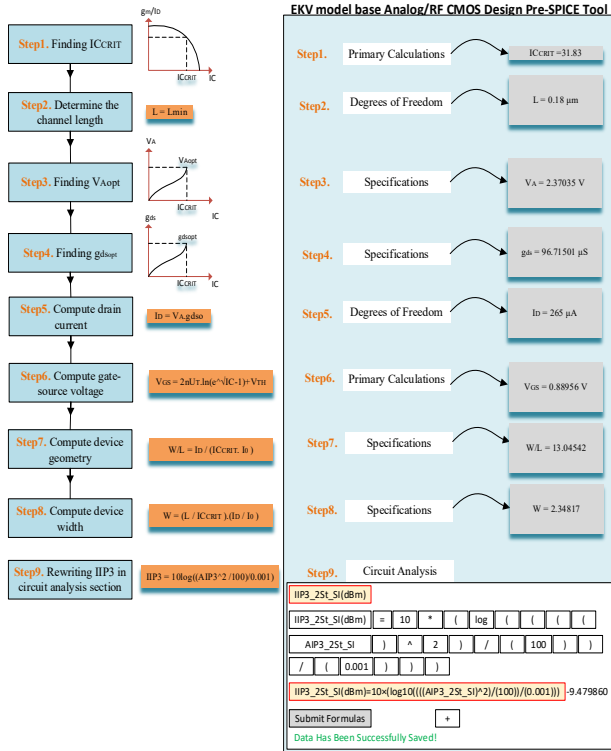 EKV model base Analog/RF CMOS Design Pre-SPICE Tool
Step1. Finding ICCRIT
gm/ID
ICCRIT
IC
Step2. Determine the channel length
L = Lmin
Step3. Finding VAopt
VA
VAopt
ICCRIT
IC
Step4. Finding gdsopt
gds
gdsopt
ICCRIT
IC
Step5. Compute drain current
ID = VA.gdso
Step6. Compute gate-source voltage
VGS = 2nUT.ln(e^√IC-1)+VTH
Step7. Compute device geometry
W/L = ID / (ICCRIT. I0 )
Step8. Compute device width
W = (L / ICCRIT ).(ID / I0 )
Step9. Rewriting IIP3 in circuit analysis section
IIP3 = 10log((AIP3^2 /100)/0.001)
Step1. Primary Calculations
ICCRIT =31.83
Step2. Degrees of Freedom
L = 0.18 µm
Step3. Specifications
VA = 2.37035 V
Step4. Specifications
gds = 96.71501 µS
Step5. Degrees of Freedom
ID = 265 µA
Step6. Primary Calculations
VGS = 0.88956 V
Step7. Specifications
W/L = 13.04542
Step8. Specifications
W = 2.34817
Step9. Circuit Analysis
IIP3_2St_SI(dBm)
IIP3_2St_SI(dBm) = 10 * ( log ( ( ( (
AIP3_2St_SI ) ^ 2 ) / ( 100 ) )
/ ( 0.001 ) ) )
IIP3_2St_SI(dBm)=10×(log10((((AIP3_2St_SI)^2)/(100))/(0.001))) -9.479860
Submit Formulas +
Data Has Been Successfully Saved!